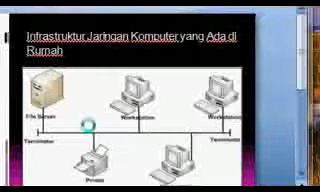 Infrastruktur Jaringan Komputer yang Ada di
Rumah
File Server
Workstation
Workstation
Terminator
Terminator
Printer